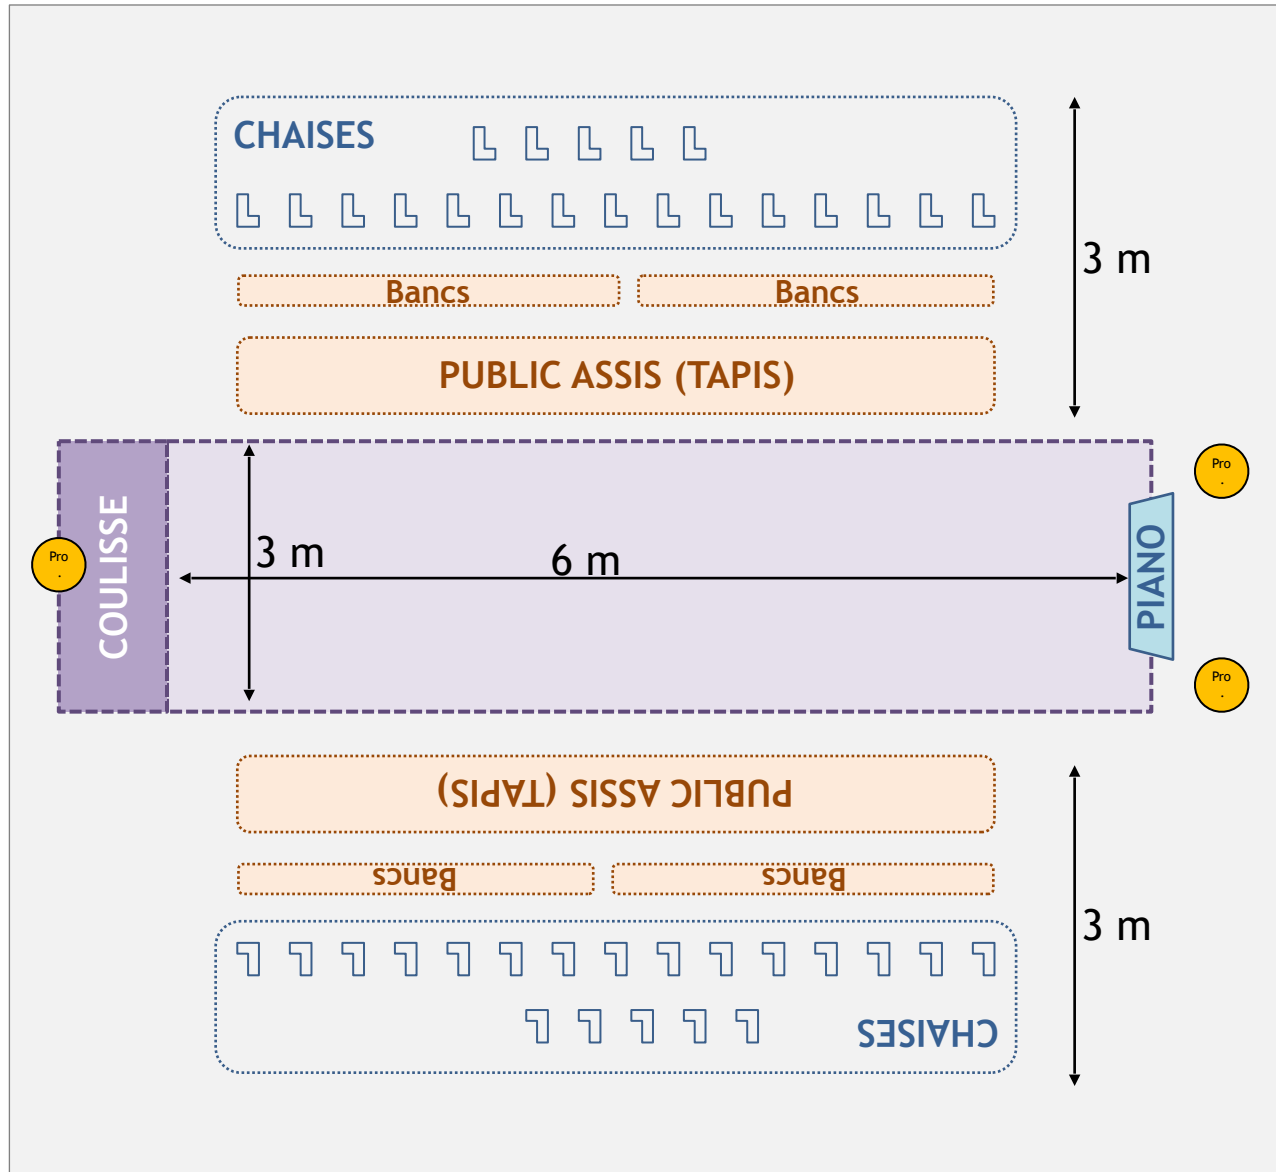 CHAISES
3 m
Bancs
Bancs
PUBLIC ASSIS (TAPIS)
Pro
.
COULISSE
Pro
.
3 m
6 m
PIANO
Pro
.
PUBLIC ASSIS (TAPIS)
Bancs
Bancs
3 m
CHAISES